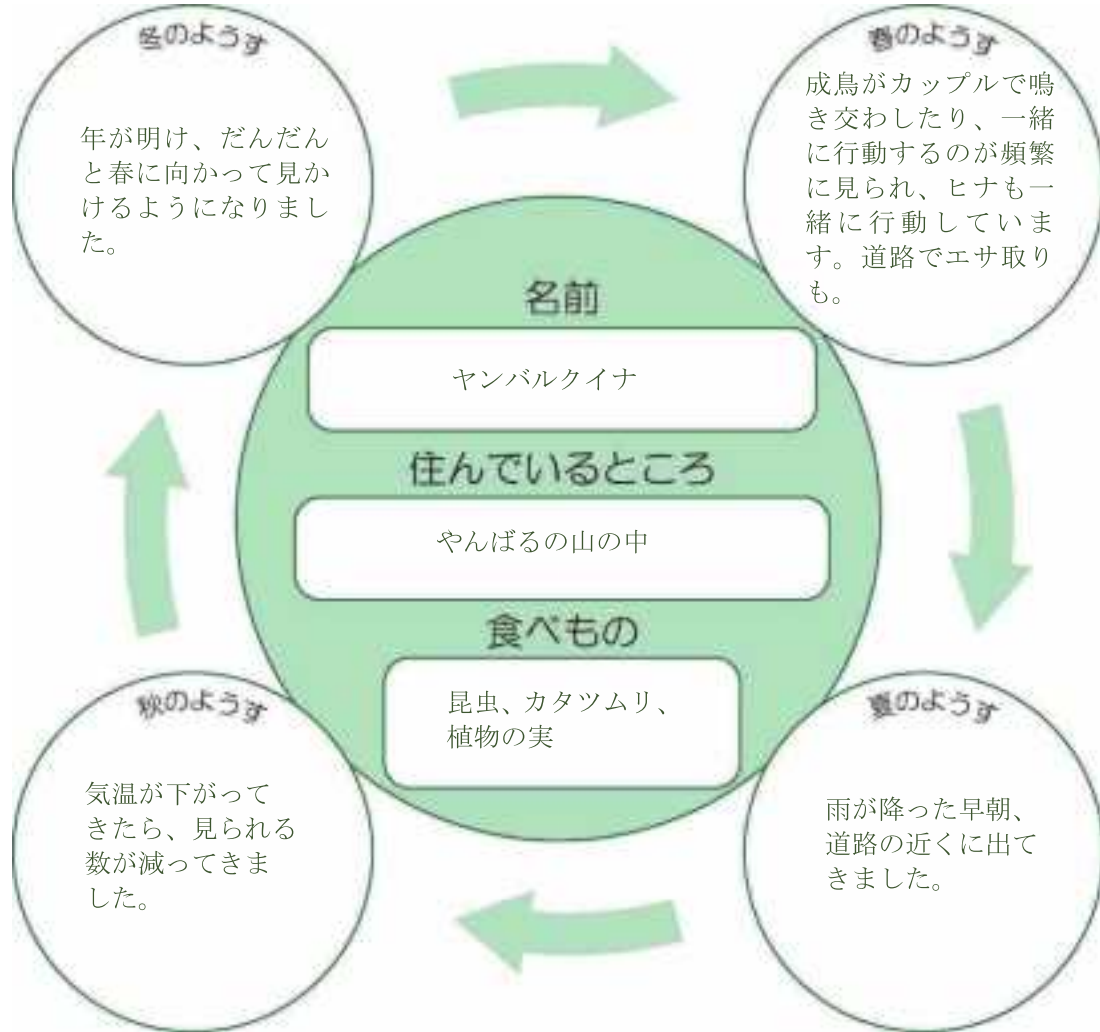 冬のようす
年が明け、だんだん
と春に向かって見か
けるようになりまし
た。
春のようす
成鳥がカップルで鳴
き交わしたり、一緒
に行動するのが頻繁
に見られ、ヒナも一
緒に行動していま
す。道路でエサ取り
も。
名前
ヤンバルクイナ
住んでいるところ
やんばるの山の中
食べもの
昆虫、カタツムリ、
植物の実
秋のようす
気温が下がって
きたら、見られる
数が減ってきま
した。
夏のようす
雨が降った早朝、
道路の近くに出て
きました。